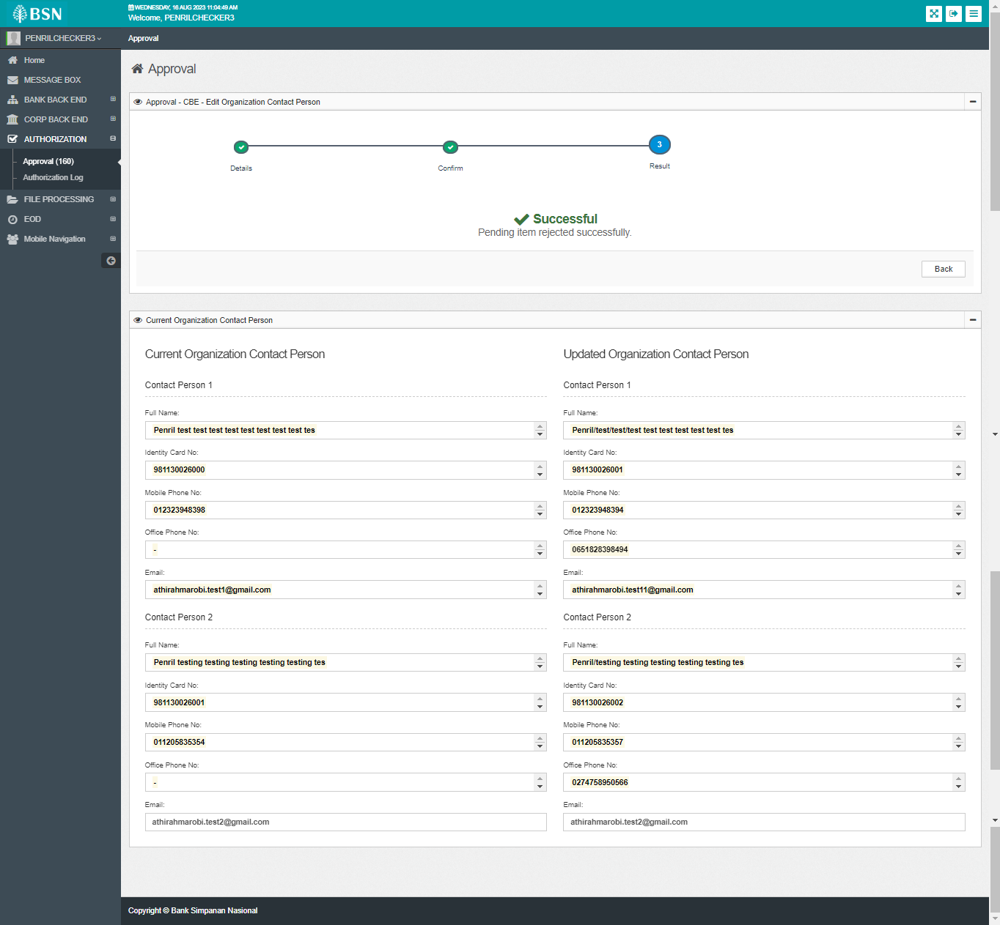 BSN
WEDNESDAY, 16 AUG 2023 11:04:49 AM
Welcome, PENRILCHECKER3
PENRILCHECKER3
Approval
Home
MESSAGE BOX
BANK BACK END
CORP BACK END
AUTHORIZATION
Approval (160)
Authorization Log
FILE PROCESSING
EOD
Mobile Navigation
Approval
Approval - CBE - Edit Organization Contact Person
3
Details
Confirm
Result
Successful
Pending item rejected successfully.
Back
Current Organization Contact Person
Current Organization Contact Person
Contact Person 1
Full Name:
Penril test test test test test test test test test tes
Identity Card No:
981130026000
Mobile Phone No:
012323948398
Office Phone No:
-
Email:
athirahmarobi.test1@gmail.com
Contact Person 2
Full Name:
Penril testing testing testing testing testing tes
Identity Card No:
981130026001
Mobile Phone No:
011205835354
Office Phone No:
-
Email:
athirahmarobi.test2@gmail.com
Updated Organization Contact Person
Contact Person 1
Full Name:
Penril/test/test/test test test test test test test tes
Identity Card No:
981130026001
Mobile Phone No:
012323948394
Office Phone No:
0651828398494
Email:
athirahmarobi.test11@gmail.com
Contact Person 2
Full Name:
Penril/testing testing testing testing testing tes
Identity Card No:
981130026002
Mobile Phone No:
011205835357
Office Phone No:
0274758950566
Email:
athirahmarobi.test2@gmail.com
Copyright © Bank Simpanan Nasional